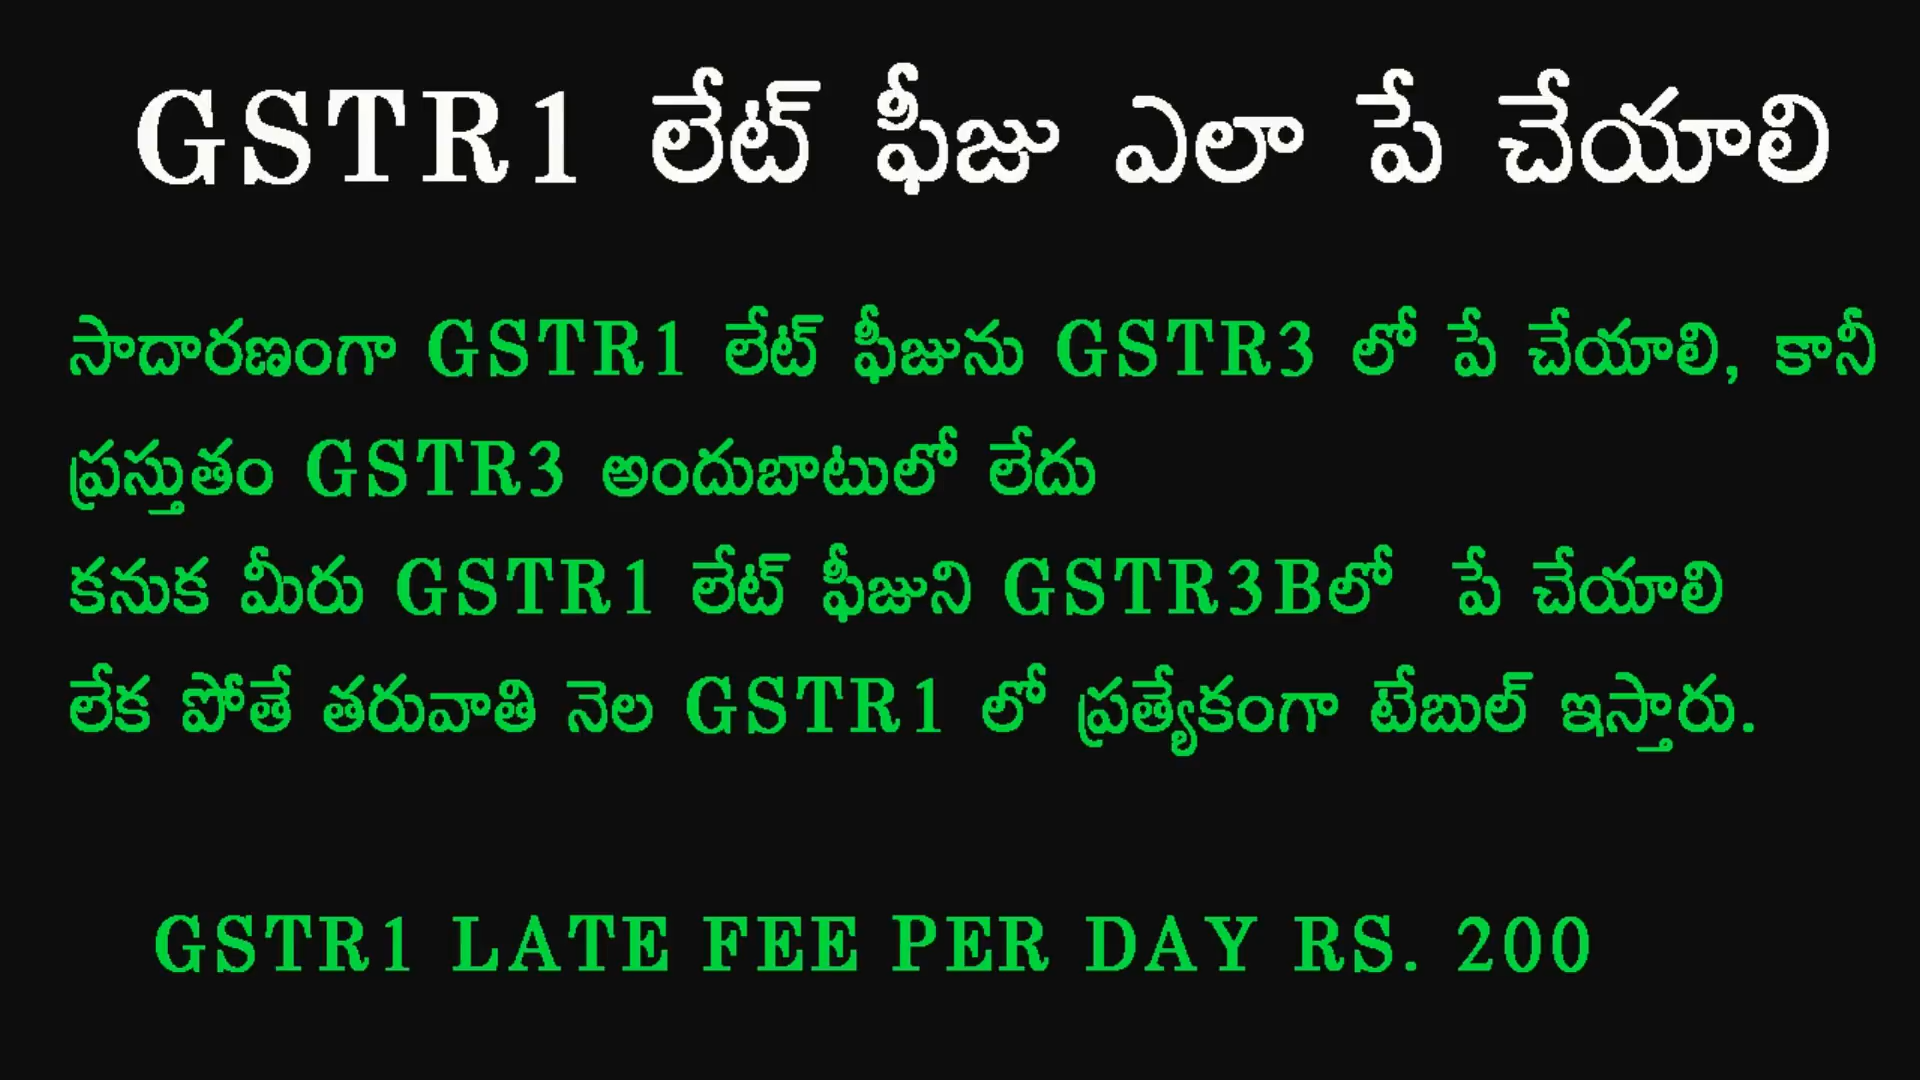 GSTR1 లేట్ ఫీజు ఎలా పే చేయాలి
సాదారణంగా GSTR1 లేట్ ఫీజును GSTR3 లో పే చేయాలి, కానీ
ప్రస్తుతం GSTR3 అందుబాటులో లేదు
కనుక మీరు GSTR1 లేట్ ఫీజుని GSTR3Bలో పే చేయాలి
లేక పోతే తరువాతి నెల GSTR1 లో ప్రత్యేకంగా టేబుల్ ఇస్తారు.
GSTR1 LATE FEE PER DAY RS. 200